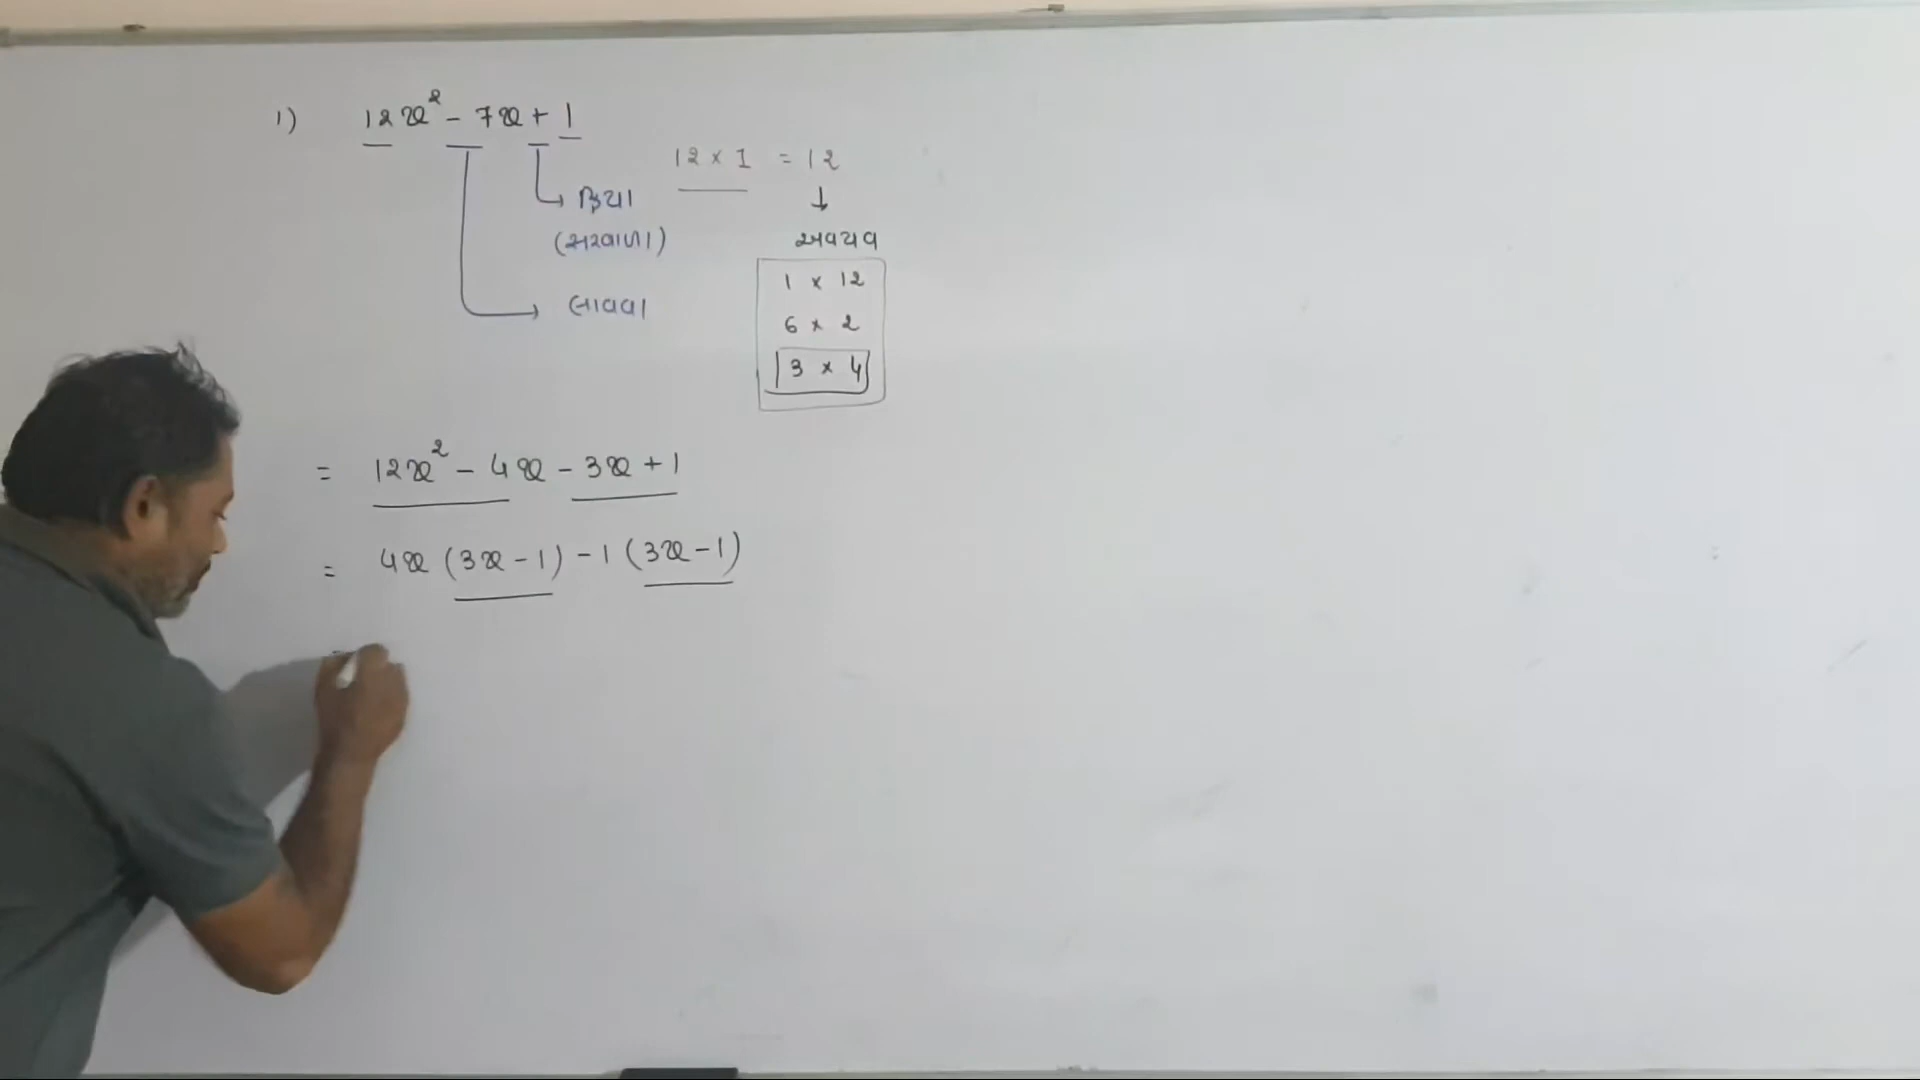 1) 12x² - 7x + 1
12 x 1 = 12
ક્રિયા
(સરવાળા)
અવયવ
લાવવા
1 x 12
6 x 2
3 x 4
= 12x² - 4x - 3x + 1
= 4x (3x - 1) - 1 (3x - 1)
=